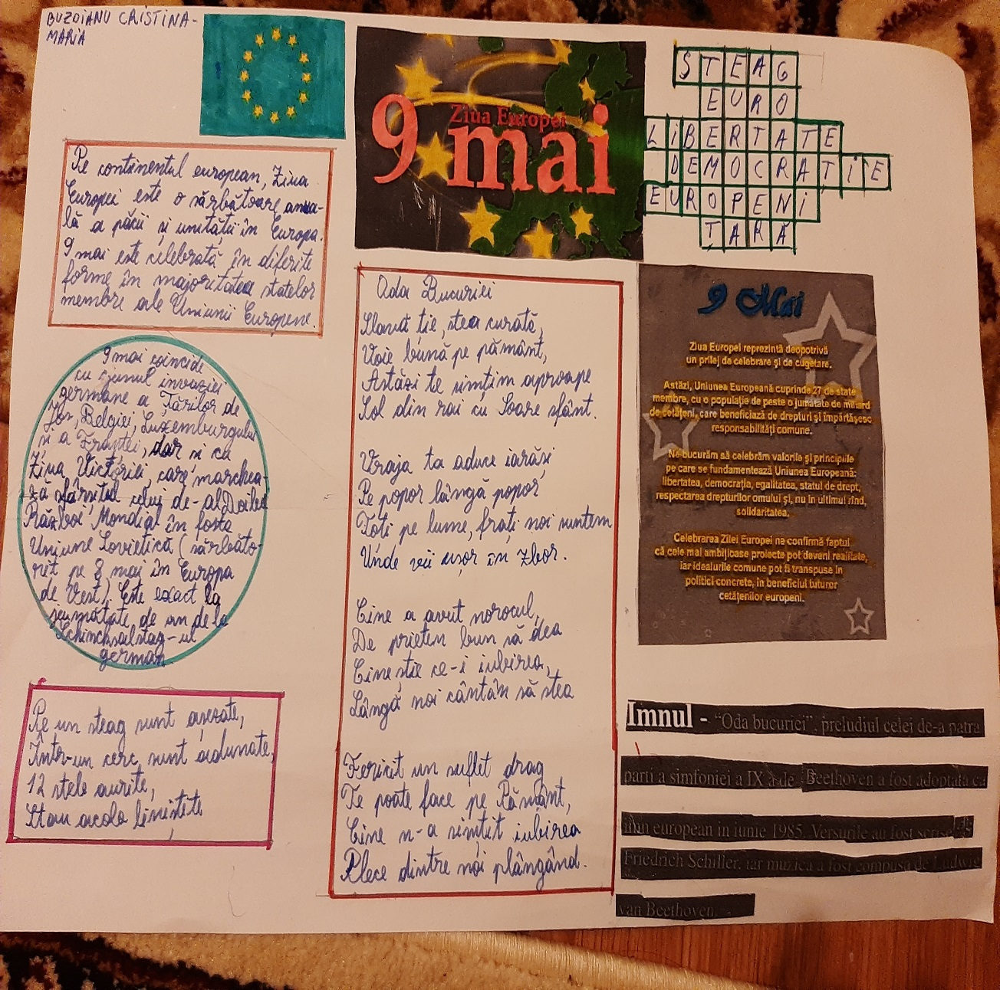 BUZOIANU CRISTINA-
MARIA
9 mai
Ziua Europei
STEAG
EURO
LIBERTATE
DEMOCRATIE
EUROPENI
TARĂ
Pe continentul european, Ziua
Europei este o sărbătoare anua-
lă a păcii și unității în Europa.
9 mai este celebrată în diferite
forme în majoritatea statelor
membre ale Uniunii Europene.
9 mai coincide
cu ziunul invaziei
germane a Țărilor de
Jos, Belgiei, Luxemburgului
și a Franței, dar și cu
Ziua Victoriei, care marchea-
ză sfârșitul celui de-al Doilea
Război Mondial în fosta
Uniune Sovietică (sărbăto-
rit pe 8 mai în Europa
de Vest). Este exact la
jumătate de an de la
Schincksalstag-ul
german.
Pe un steag sunt așezate,
Într-un cerc sunt adunate,
12 stele aurite,
Stau acolo liniștite
Oda Bucuriei
Slavă ție, stea curată,
Voie bună pe pământ,
Astăzi te simțim aproape
Sol din rai cu Soare sfânt.
Vraja ta aduce iarăși
Pe popor lângă popor
Toți pe lume, frați noi suntem
Unde vii ușor în zbor.
Cine a avut norocul,
De prieten bun să dea
Cine știe ce-i iubirea,
Lângă noi cântân să stea
Fericit un suflet drag
Te poate face pe Pământ,
Cine n-a simțit iubirea
Plece dintre noi plângând.
9 Mai
Ziua Europei reprezintă deopotrivă
un prilej de celebrare și de cugetare.
Astăzi, Uniunea Europeană cuprinde 27 de state
membre, cu o populație de peste o jumătate de miliard
de cetățeni, care beneficiază de drepturi și împărtășesc
responsabilități comune.
Ne bucurăm să celebrăm valorile și principiile
pe care se fundamentează Uniunea Europeană:
libertatea, democrația, egalitatea, statul de drept,
respectarea drepturilor omului și, nu în ultimul rînd,
solidaritatea.
Celebrarea Zilei Europei ne confirmă faptul
că cele mai ambițioase proiecte pot deveni realitate,
iar idealurile comune pot fi transpuse în
politici concrete, în beneficiul tuturor
cetățenilor europeni.
Imnul - "Oda bucuriei", preludiul celei de-a patra
parti a simfoniei a IX a de Beethoven a fost adoptata ca
imn european in iunie 1985. Versurile au fost scrise de
Friedrich Schiller, iar muzica a fost compusa de Ludwig
van Beethoven.